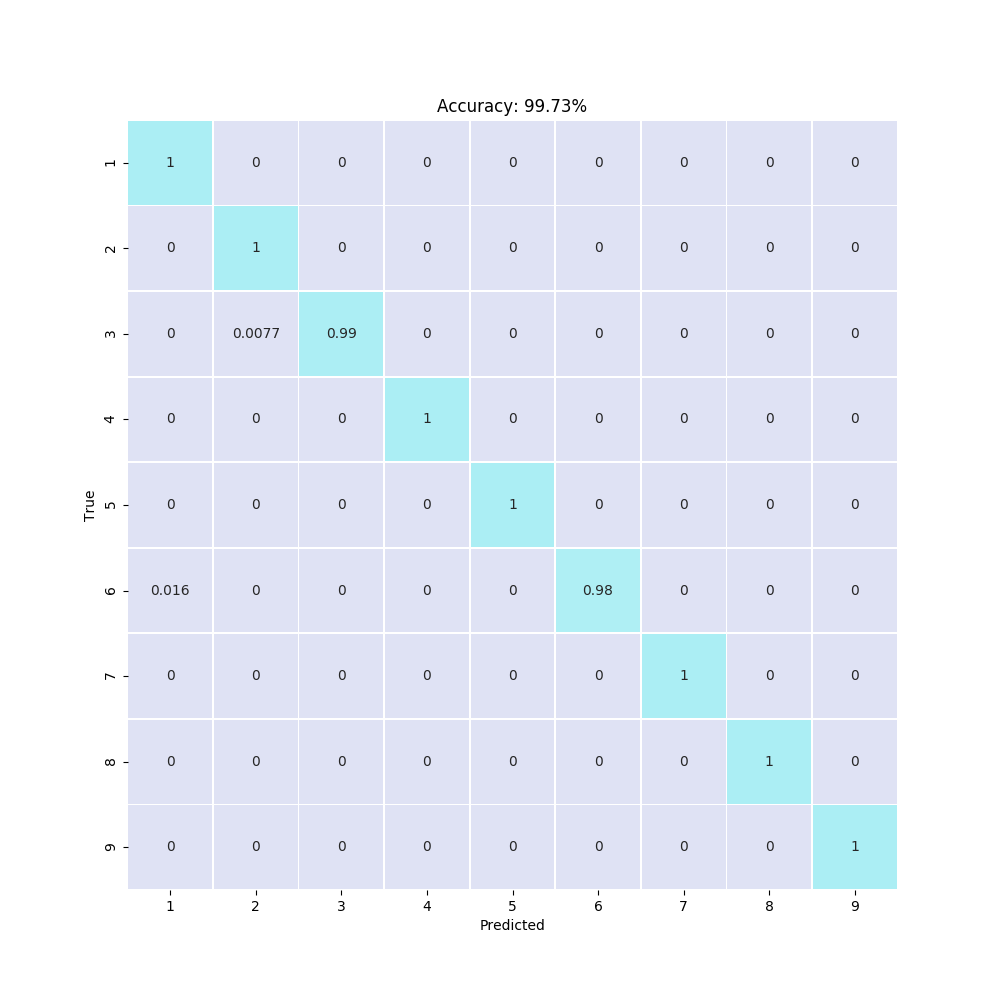 Accuracy: 99.73%
1 1 0 0 0 0 0 0 0 0
2 0 1 0 0 0 0 0 0 0
3 0 0.0077 0.99 0 0 0 0 0 0
4 0 0 0 1 0 0 0 0 0
5 0 0 0 0 1 0 0 0 0
True
6 0.016 0 0 0 0 0.98 0 0 0
7 0 0 0 0 0 0 1 0 0
8 0 0 0 0 0 0 0 1 0
9 0 0 0 0 0 0 0 0 1
1 2 3 4 5 6 7 8 9
Predicted